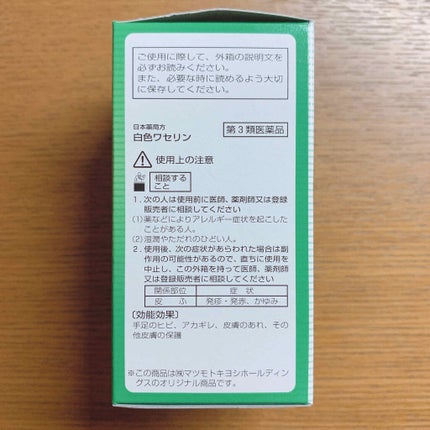 ご使用に際して、外箱の説明文を
必ずお読みください。
また、必要な時に読めるよう大切
に保存してください。
日本薬局方
白色ワセリン
第3類医薬品
使用上の注意
相談する
こと
1. 次の人は使用前に医師、薬剤師又は登録
販売者に相談してください
(1)薬などによりアレルギー症状を起こした
ことがある人。
(2)湿潤やただれのひどい人。
2. 使用後、次の症状があらわれた場合は副
作用の可能性があるので、直ちに使用を
中止し、この外箱を持って医師、薬剤師
又は登録販売者に相談してください
関係部位 症状
皮ふ 発疹・発赤、かゆみ
〔効能効果〕
手足のヒビ、アカギレ、皮膚のあれ、その
他皮膚の保護
※この商品は㈱マツモトキヨシホールディン
グスのオリジナル商品です。